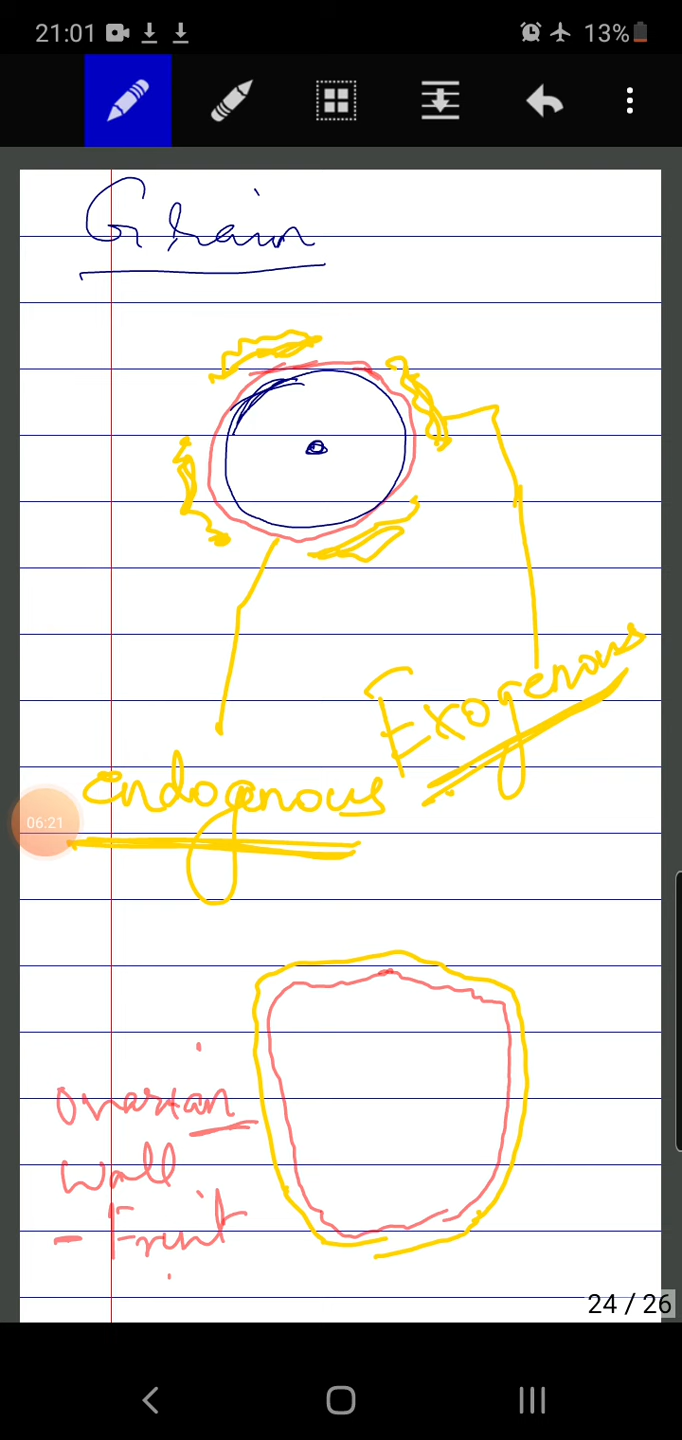 21:01
13%
Grain
Exogenous
endogenous
06:21
ovarian
wall
- Fruit
24 / 26